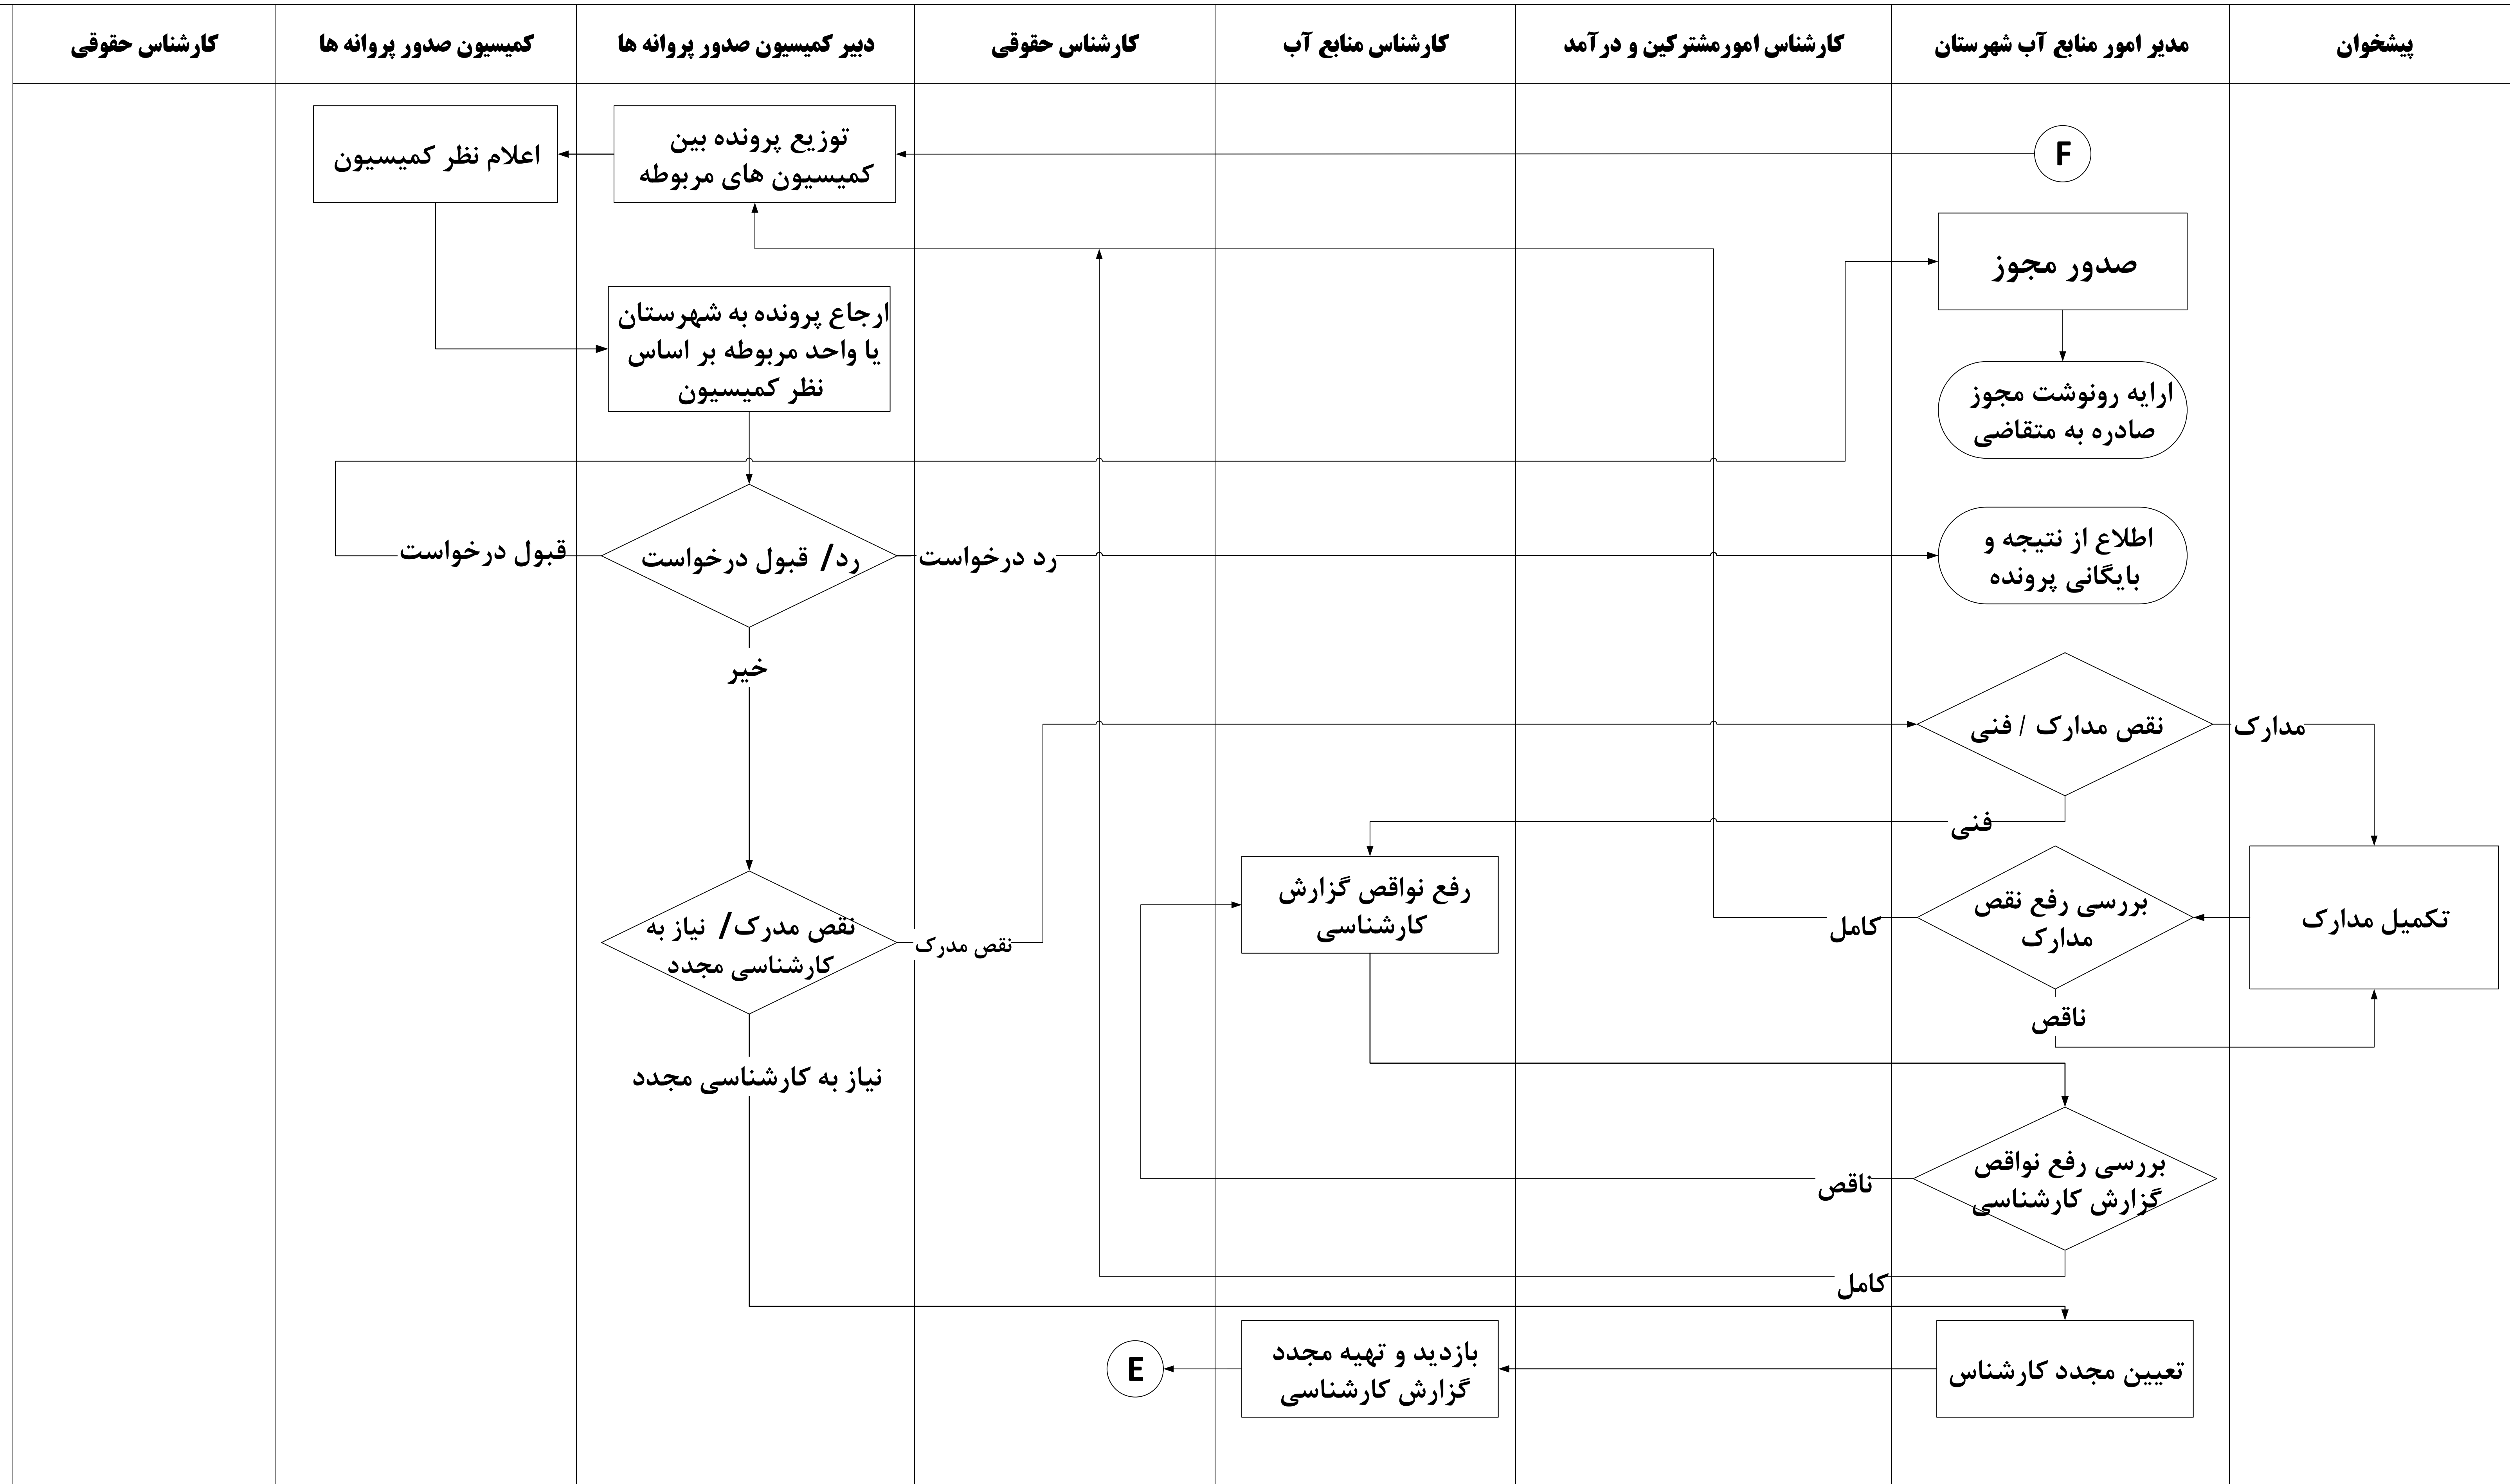 پیشخوان
مدیر امور منابع آب شهرستان
کارشناس امورمشترکین و درآمد
کارشناس منابع آب
کارشناس حقوقی
دبیر کمیسیون صدور پروانه ها
کمیسیون صدور پروانه ها
کارشناس حقوقی
F
توزیع پرونده بین
کمیسیون های مربوطه
اعلام نظر کمیسیون
صدور مجوز
ارجاع پرونده به شهرستان
یا واحد مربوطه بر اساس
نظر کمیسیون
ارایه رونوشت مجوز
صادره به متقاضی
رد/ قبول درخواست
قبول درخواست
رد درخواست
اطلاع از نتیجه و
بایگانی پرونده
خیر
نقص مدارک / فنی
مدارک
فنی
رفع نواقص گزارش
کارشناسی
بررسی رفع نقص
مدارک
کامل
تکمیل مدارک
نقص مدرک/ نیاز به
کارشناسی مجدد
نقص مدرک
ناقص
نیاز به کارشناسی مجدد
بررسی رفع نواقص
گزارش کارشناسی
ناقص
کامل
تعیین مجدد کارشناس
بازدید و تهیه مجدد
گزارش کارشناسی
E